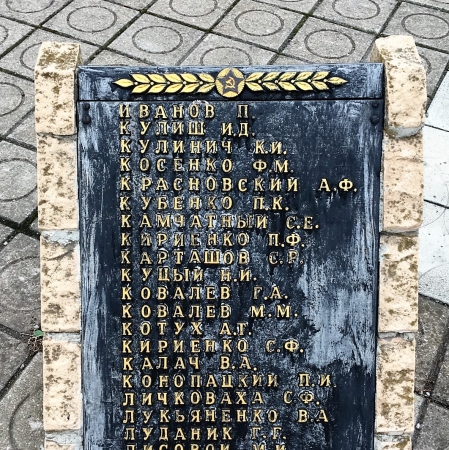 ИВАНОВ П.
КУЛИШ И.Д.
КУЛИНИЧ К.И.
КОСЕНКО Ф.М.
КРАСНОВСКИЙ А.Ф.
КУБЕНКО П.К.
КАМЧАТНЫЙ С.Е.
КИРИЕНКО П.Ф.
КАРТАШОВ С.Р.
КУЦЫЙ Н.И.
КОВАЛЕВ Г.А.
КОВАЛЕВ М.М.
КОТУХ А.Т.
КИРИЕНКО С.Ф.
КАЛАЧ В.А.
КОНОПАЦКИЙ П.И
ЛИЧКОВАХА С.Ф.
ЛУКЬЯНЕНКО В.А.
ЛУДАНИК Г.Г.
ЛИСОВОЙ М.И.